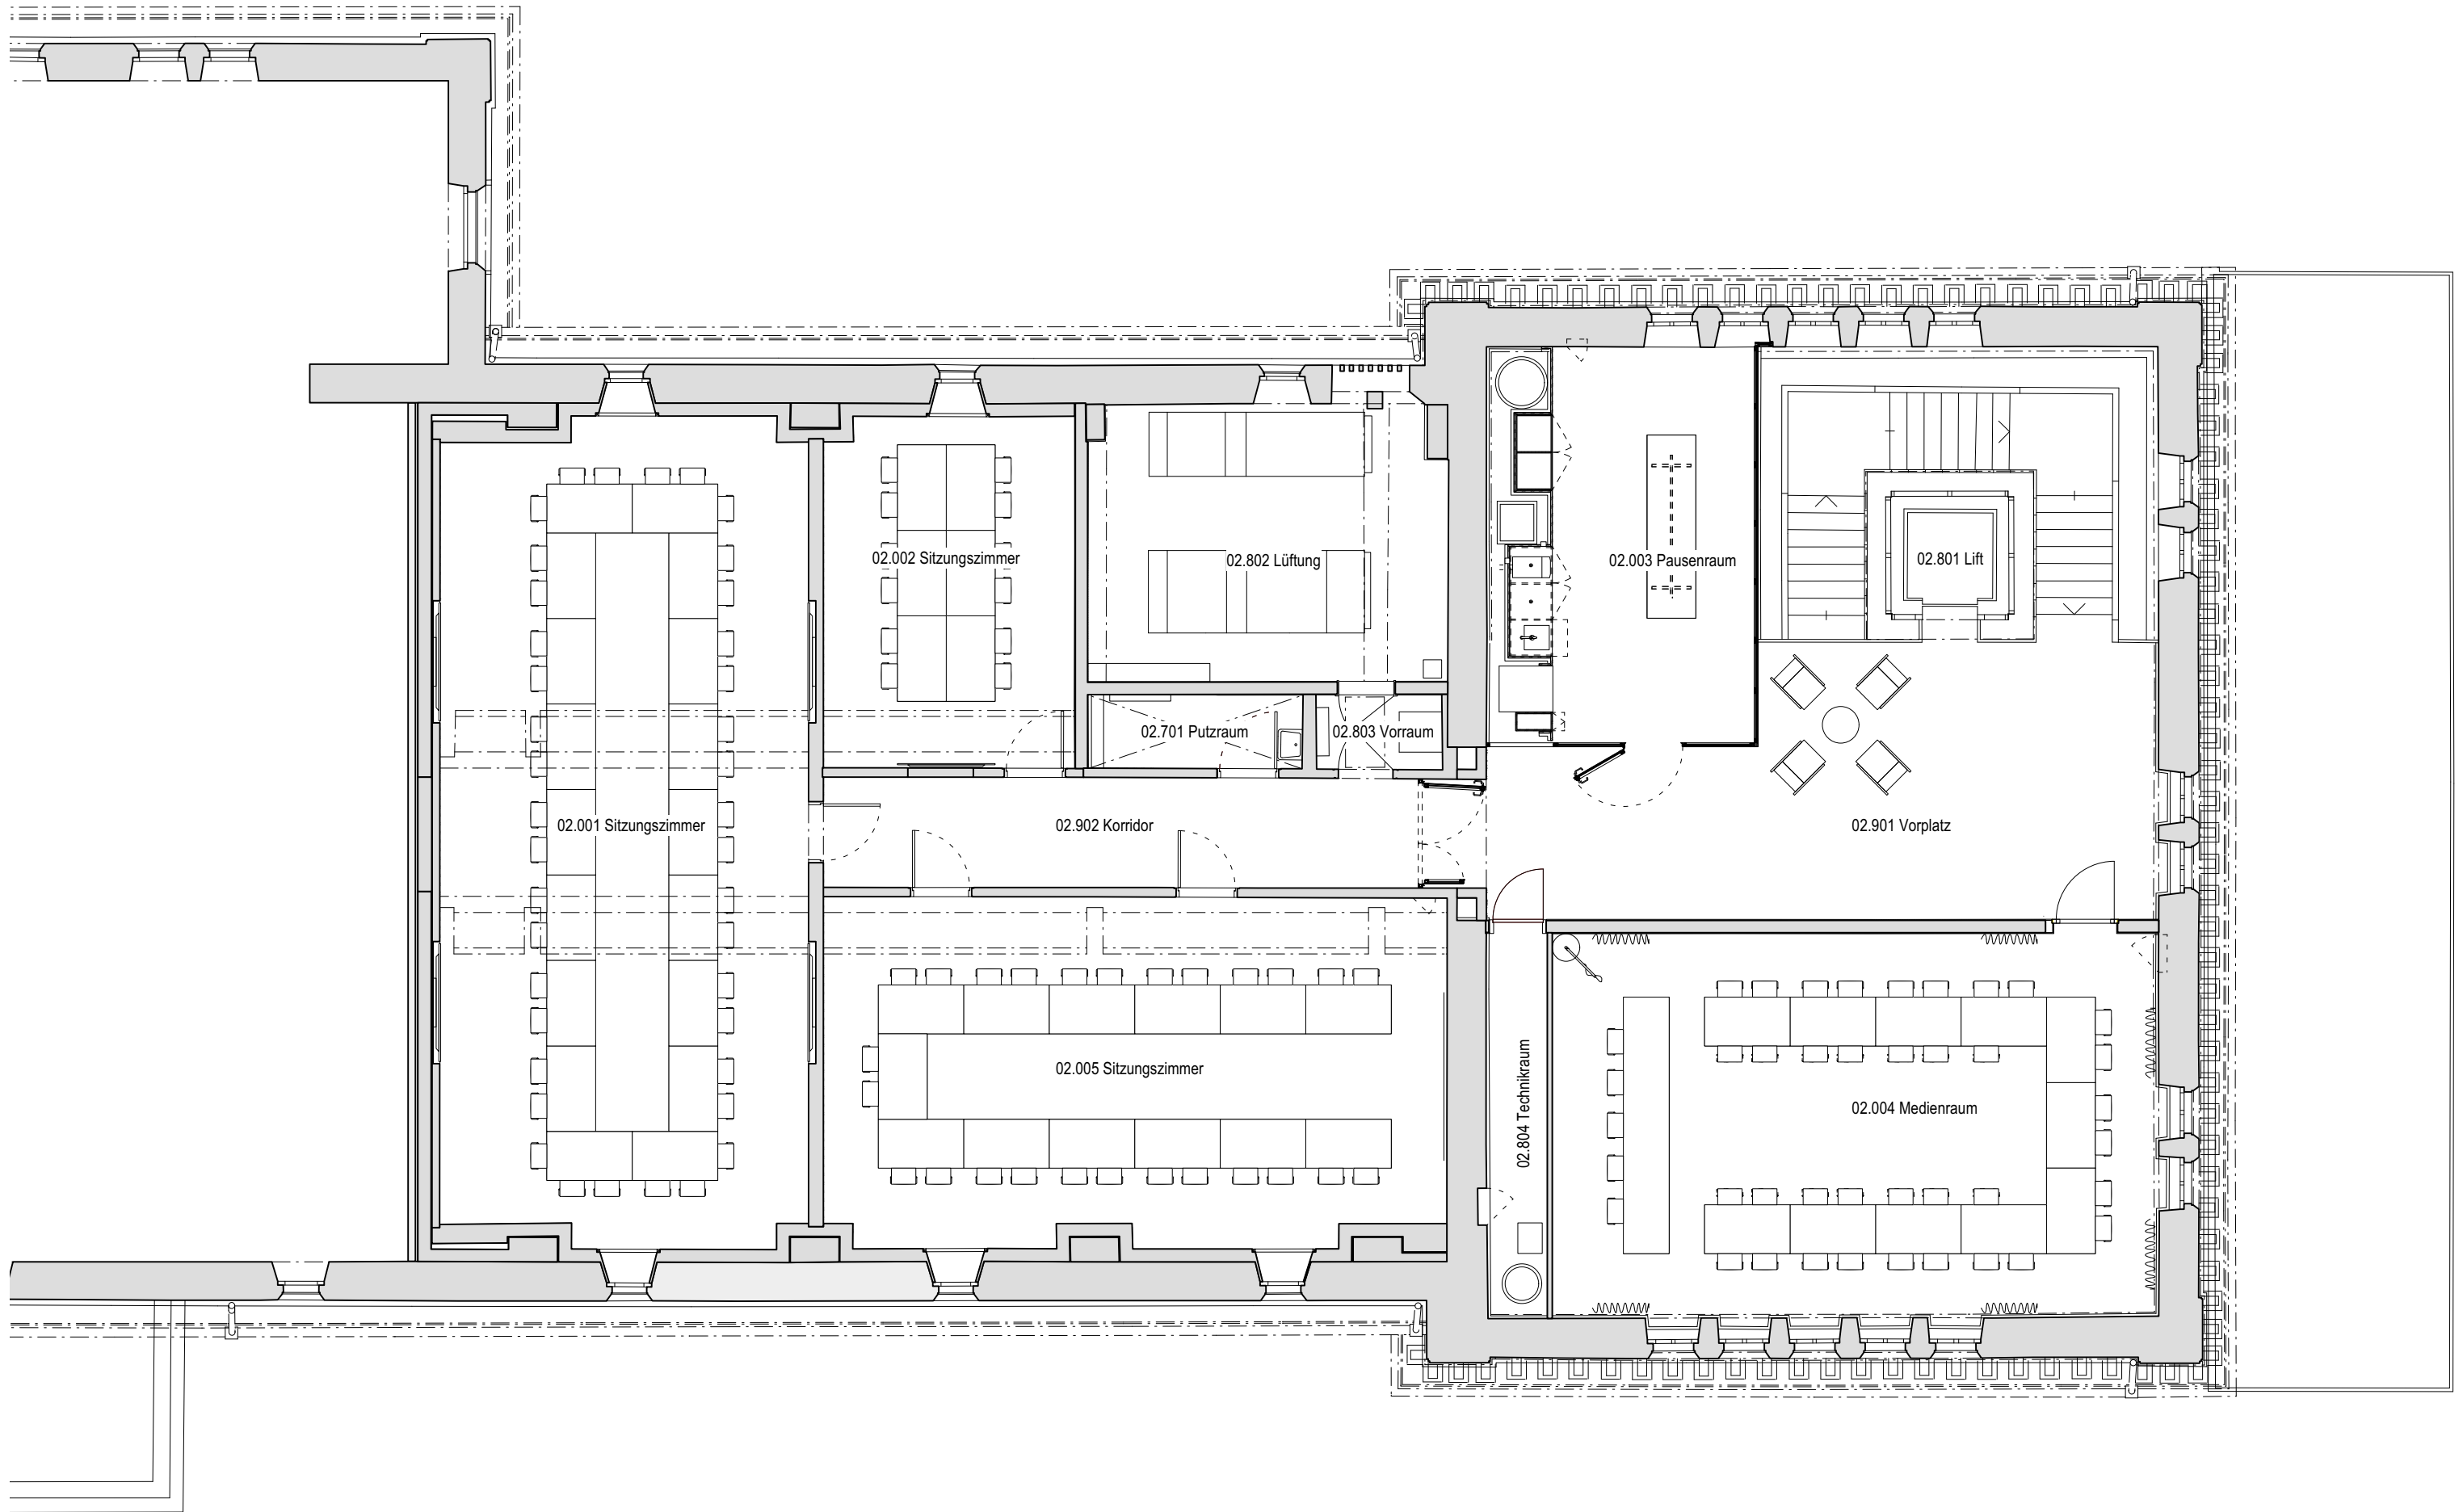 02.002 Sitzungszimmer
02.802 Lüftung
02.003 Pausenraum
02.801 Lift
02.701 Putzraum
02.803 Vorraum
02.001 Sitzungszimmer
02.902 Korridor
02.901 Vorplatz
02.005 Sitzungszimmer
02.804 Technikraum
02.004 Medienraum